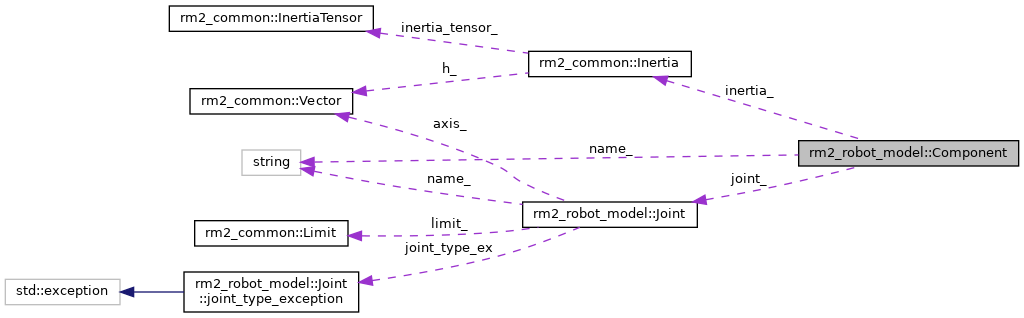 rm2_common::InertiaTensor
inertia_tensor_
rm2_common::Inertia
h_
inertia_
rm2_common::Vector
axis_
name_
rm2_robot_model::Component
string
name_
joint_
rm2_robot_model::Joint
limit_
rm2_common::Limit
joint_type_ex
rm2_robot_model::Joint
::joint_type_exception
std::exception